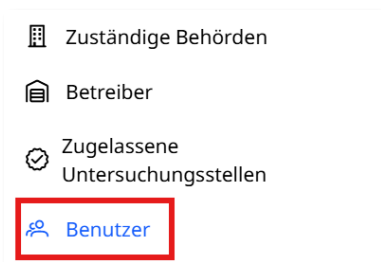 Zuständige Behörden
Betreiber
Zugelassene
Untersuchungsstellen
Benutzer